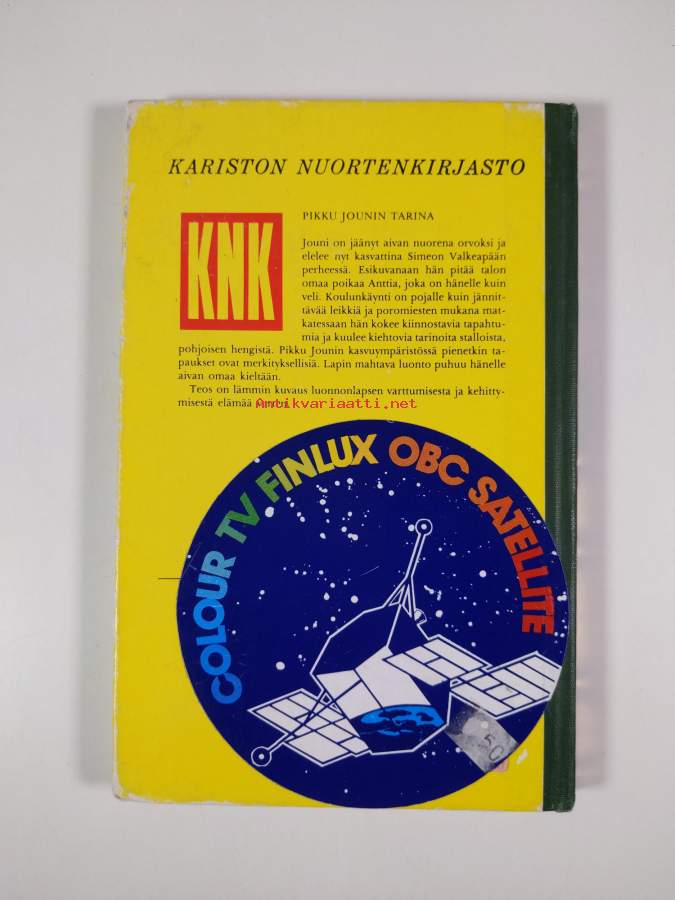 KARISTON NUORTENKIRJASTO
KNK
PIKKU JOUNIN TARINA
Jouni on jäänyt aivan nuorena orvoksi ja
elelee nyt kasvattina Simeon Valkeapään
perheessä. Esikuvanaan hän pitää talon
omaa poikaa Anttia, joka on hänelle kuin
veli. Koulunkäynti on pojalle kuin jännit-
tävää leikkiä ja poromiesten mukana mat-
katessaan hän kokee kiinnostavia tapahtu-
mia ja kuulee kiehtovia tarinoita stalloista,
pohjoisen hengistä. Pikku Jounin kasvuympäristössä pienetkin ta-
paukset ovat merkityksellisiä. Lapin mahtava luonto puhuu hänelle
aivan omaa kieltään.
Teos on lämmin kuvaus luonnonlapsen varttumisesta ja kehitty-
misestä elämää
Antikvariaatti.net
COLOUR TV FINLUX OBC SATELLITE
50